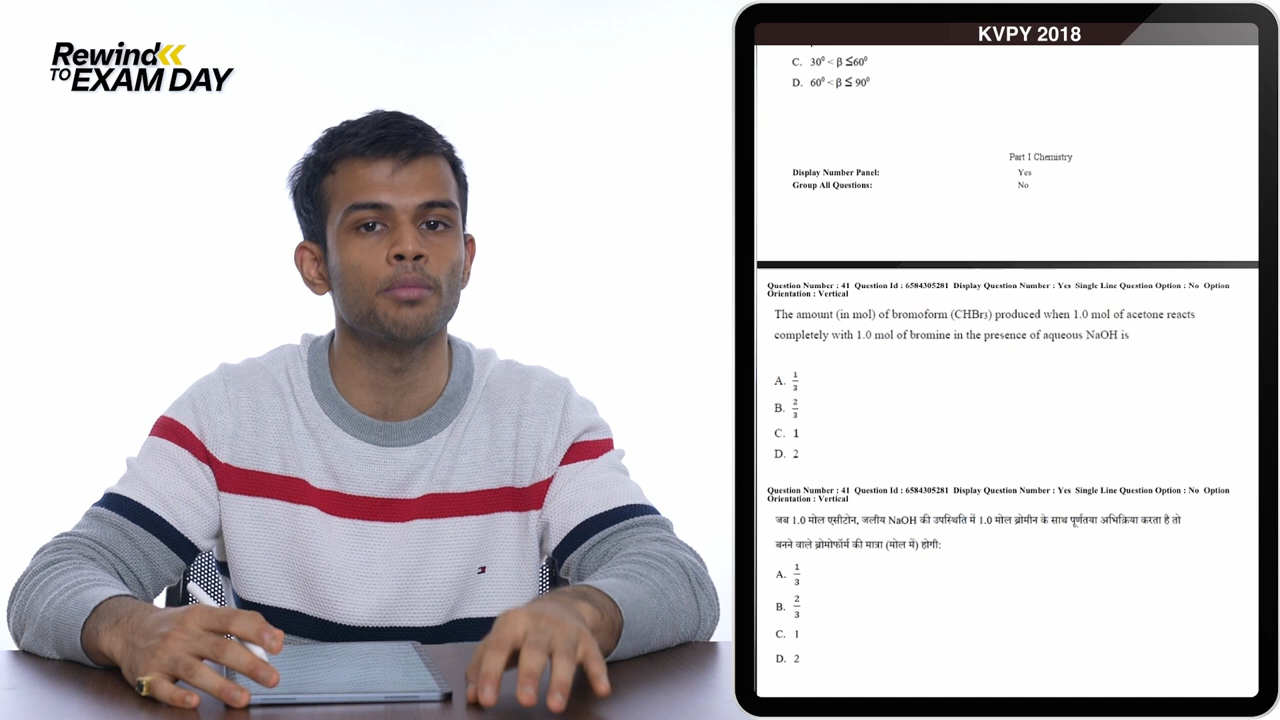 Rewind
TO EXAM DAY
KVPY 2018
C. 30⁰ < β ≤60⁰
D. 60⁰ < β ≤ 90⁰
Part I Chemistry
Display Number Panel: Yes
Group All Questions: No
Question Number : 41 Question Id : 6584305281 Display Question Number : Yes Single Line Question Option : No Option
Orientation : Vertical
The amount (in mol) of bromoform (CHBr₃) produced when 1.0 mol of acetone reacts
completely with 1.0 mol of bromine in the presence of aqueous NaOH is
A. 1/3
B. 2/3
C. 1
D. 2
Question Number : 41 Question Id : 6584305281 Display Question Number : Yes Single Line Question Option : No Option
Orientation : Vertical
जब 1.0 मोल एसीटोन, जलीय NaOH की उपस्थिति में 1.0 मोल ब्रोमीन के साथ पूर्णतया अभिक्रिया करता है तो
बनने वाले ब्रोमोफॉर्म की मात्रा (मोल में) होगी:
A. 1/3
B. 2/3
C. 1
D. 2